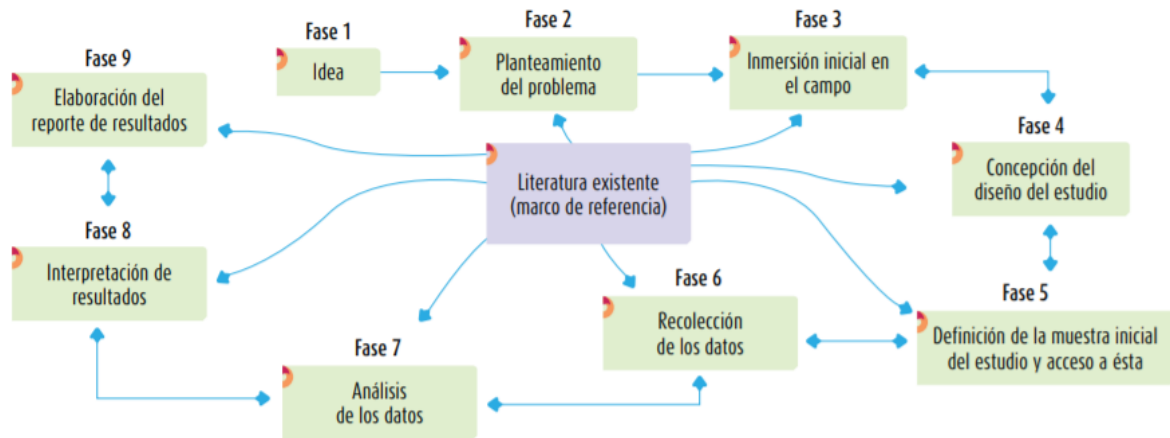 Fase 1
Idea
Fase 2
Planteamiento
del problema
Fase 3
Inmersión inicial en
el campo
Fase 4
Concepción del
diseño del estudio
Fase 5
Definición de la muestra inicial
del estudio y acceso a ésta
Fase 6
Recolección
de los datos
Fase 7
Análisis
de los datos
Fase 8
Interpretación de
resultados
Fase 9
Elaboración del
reporte de resultados
Literatura existente
(marco de referencia)